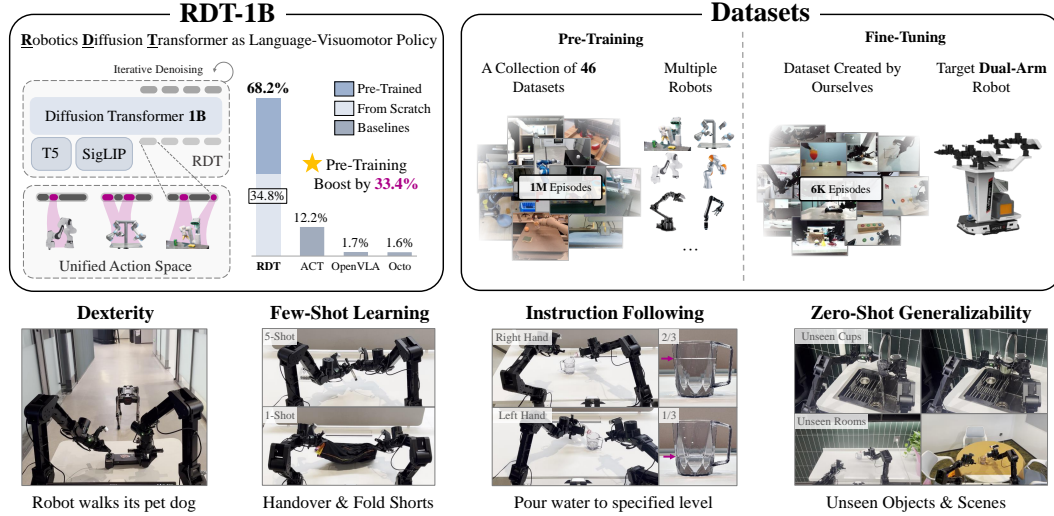 RDT-1B
Robotics Diffusion Transformer as Language-Visuomotor Policy
Iterative Denoising
Diffusion Transformer 1B
T5
SigLIP
RDT
Unified Action Space
68.2%
34.8%
12.2%
1.7%
1.6%
RDT
ACT
OpenVLA
Octo
Pre-Trained
From Scratch
Baselines
Pre-Training
Boost by 33.4%
Datasets
Pre-Training
A Collection of 46
Datasets
Multiple
Robots
1M Episodes
...
Fine-Tuning
Dataset Created by
Ourselves
Target Dual-Arm
Robot
6K Episodes
Dexterity
Robot walks its pet dog
Few-Shot Learning
5-Shot
1-Shot
Handover & Fold Shorts
Instruction Following
Right Hand
2/3
Left Hand
1/3
Pour water to specified level
Zero-Shot Generalizability
Unseen Cups
Unseen Rooms
Unseen Objects & Scenes